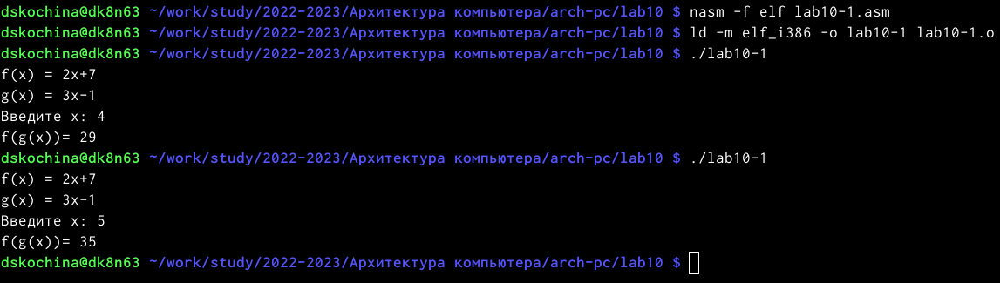 dskochina@dk8n63 ~/work/study/2022-2023/Архитектура компьютера/arch-pc/lab10 $ nasm -f elf lab10-1.asm
dskochina@dk8n63 ~/work/study/2022-2023/Архитектура компьютера/arch-pc/lab10 $ ld -m elf_i386 -o lab10-1 lab10-1.o
dskochina@dk8n63 ~/work/study/2022-2023/Архитектура компьютера/arch-pc/lab10 $ ./lab10-1
f(x) = 2x+7
g(x) = 3x-1
Введите x: 4
f(g(x))= 29
dskochina@dk8n63 ~/work/study/2022-2023/Архитектура компьютера/arch-pc/lab10 $ ./lab10-1
f(x) = 2x+7
g(x) = 3x-1
Введите x: 5
f(g(x))= 35
dskochina@dk8n63 ~/work/study/2022-2023/Архитектура компьютера/arch-pc/lab10 $